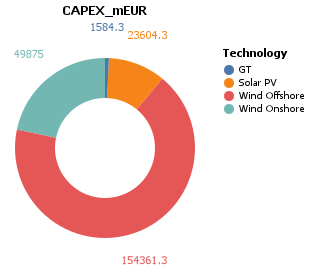 CAPEX_mEUR
1584.3
23604.3
49875
154361.3
Technology
GT
Solar PV
Wind Offshore
Wind Onshore